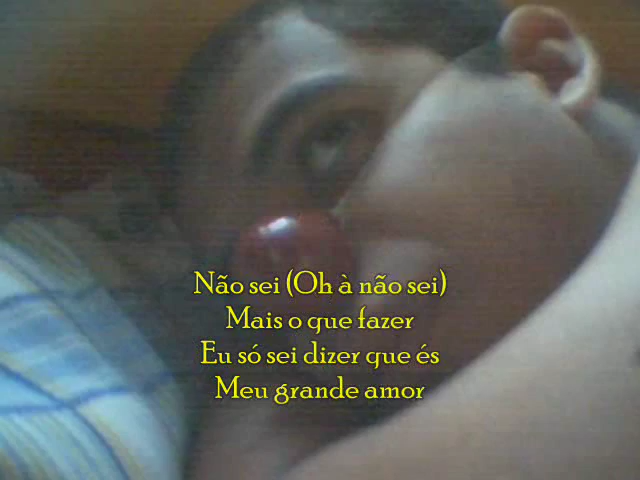 Não sei (Oh à não sei)
Mais o que fazer
Eu só sei dizer que és
Meu grande amor